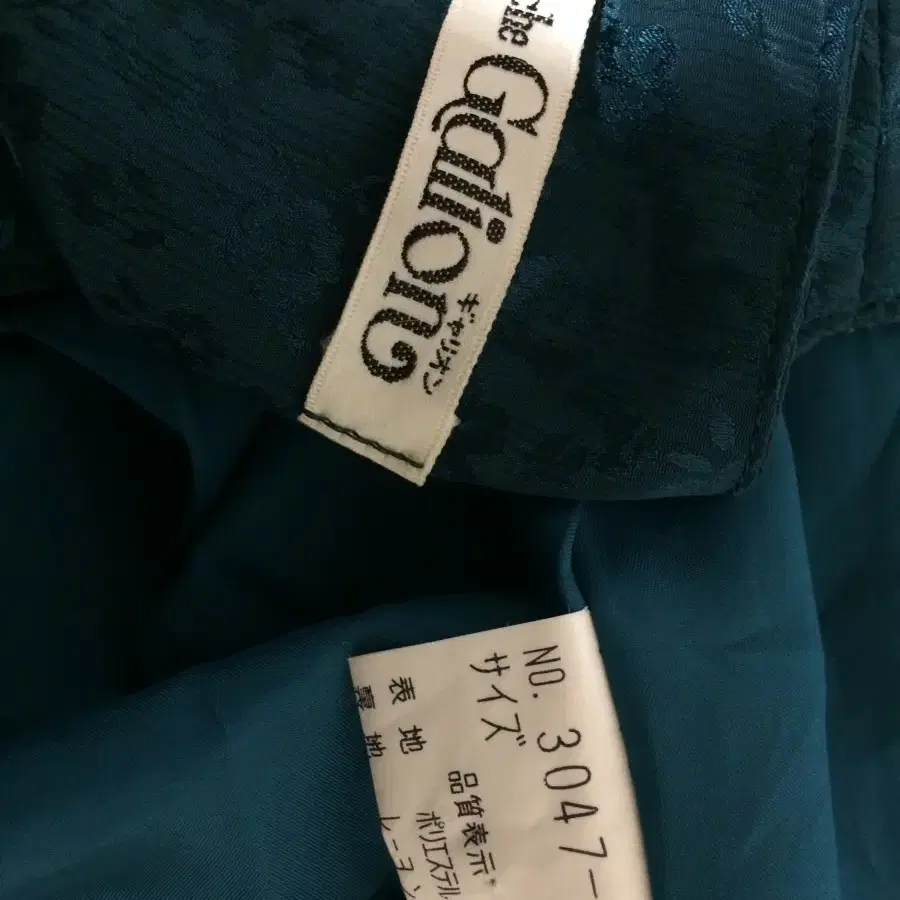 the Galion
ギャリオン
NO. 3047-
サイズ
品質表示
表地 ポリエステル
裏地 レーヨン